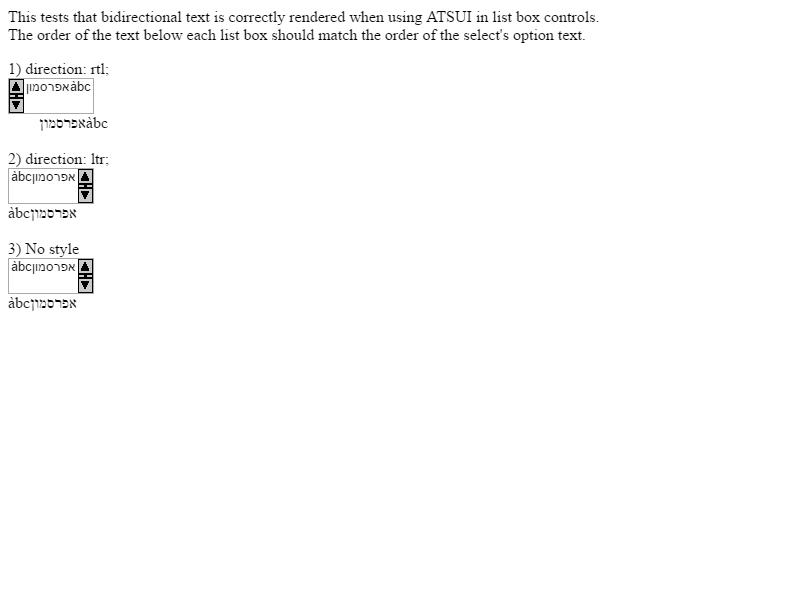 This tests that bidirectional text is correctly rendered when using ATSUI in list box controls.
The order of the text below each list box should match the order of the select's option text.
1) direction: rtl;
àbcאפרסמון
àbcאפרסמון
2) direction: ltr;
àbcאפרסמון
àbcאפרסמון
3) No style
àbcאפרסמון
àbcאפרסמון